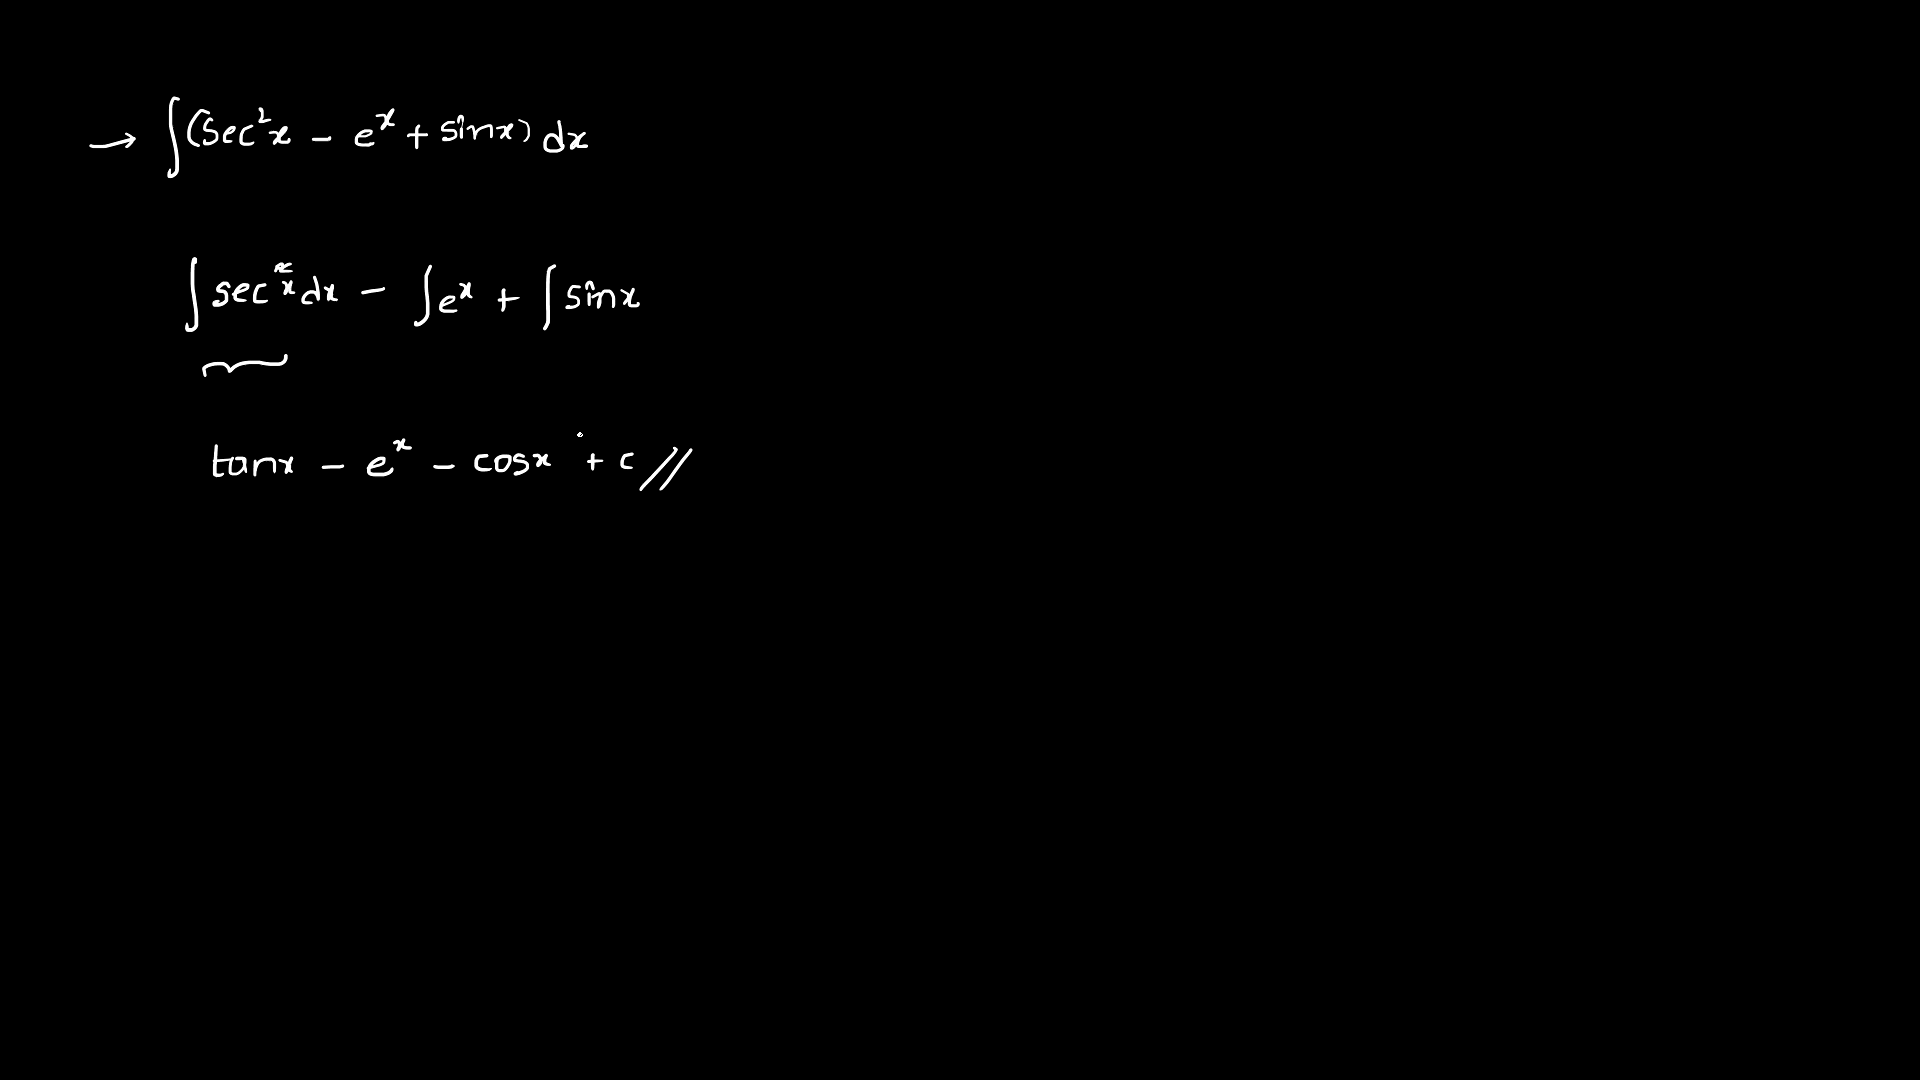 → ∫(sec²x − eˣ + sinx) dx
∫ sec²x dx − ∫eˣ + ∫ sinx
tanx − eˣ − cosx + c //